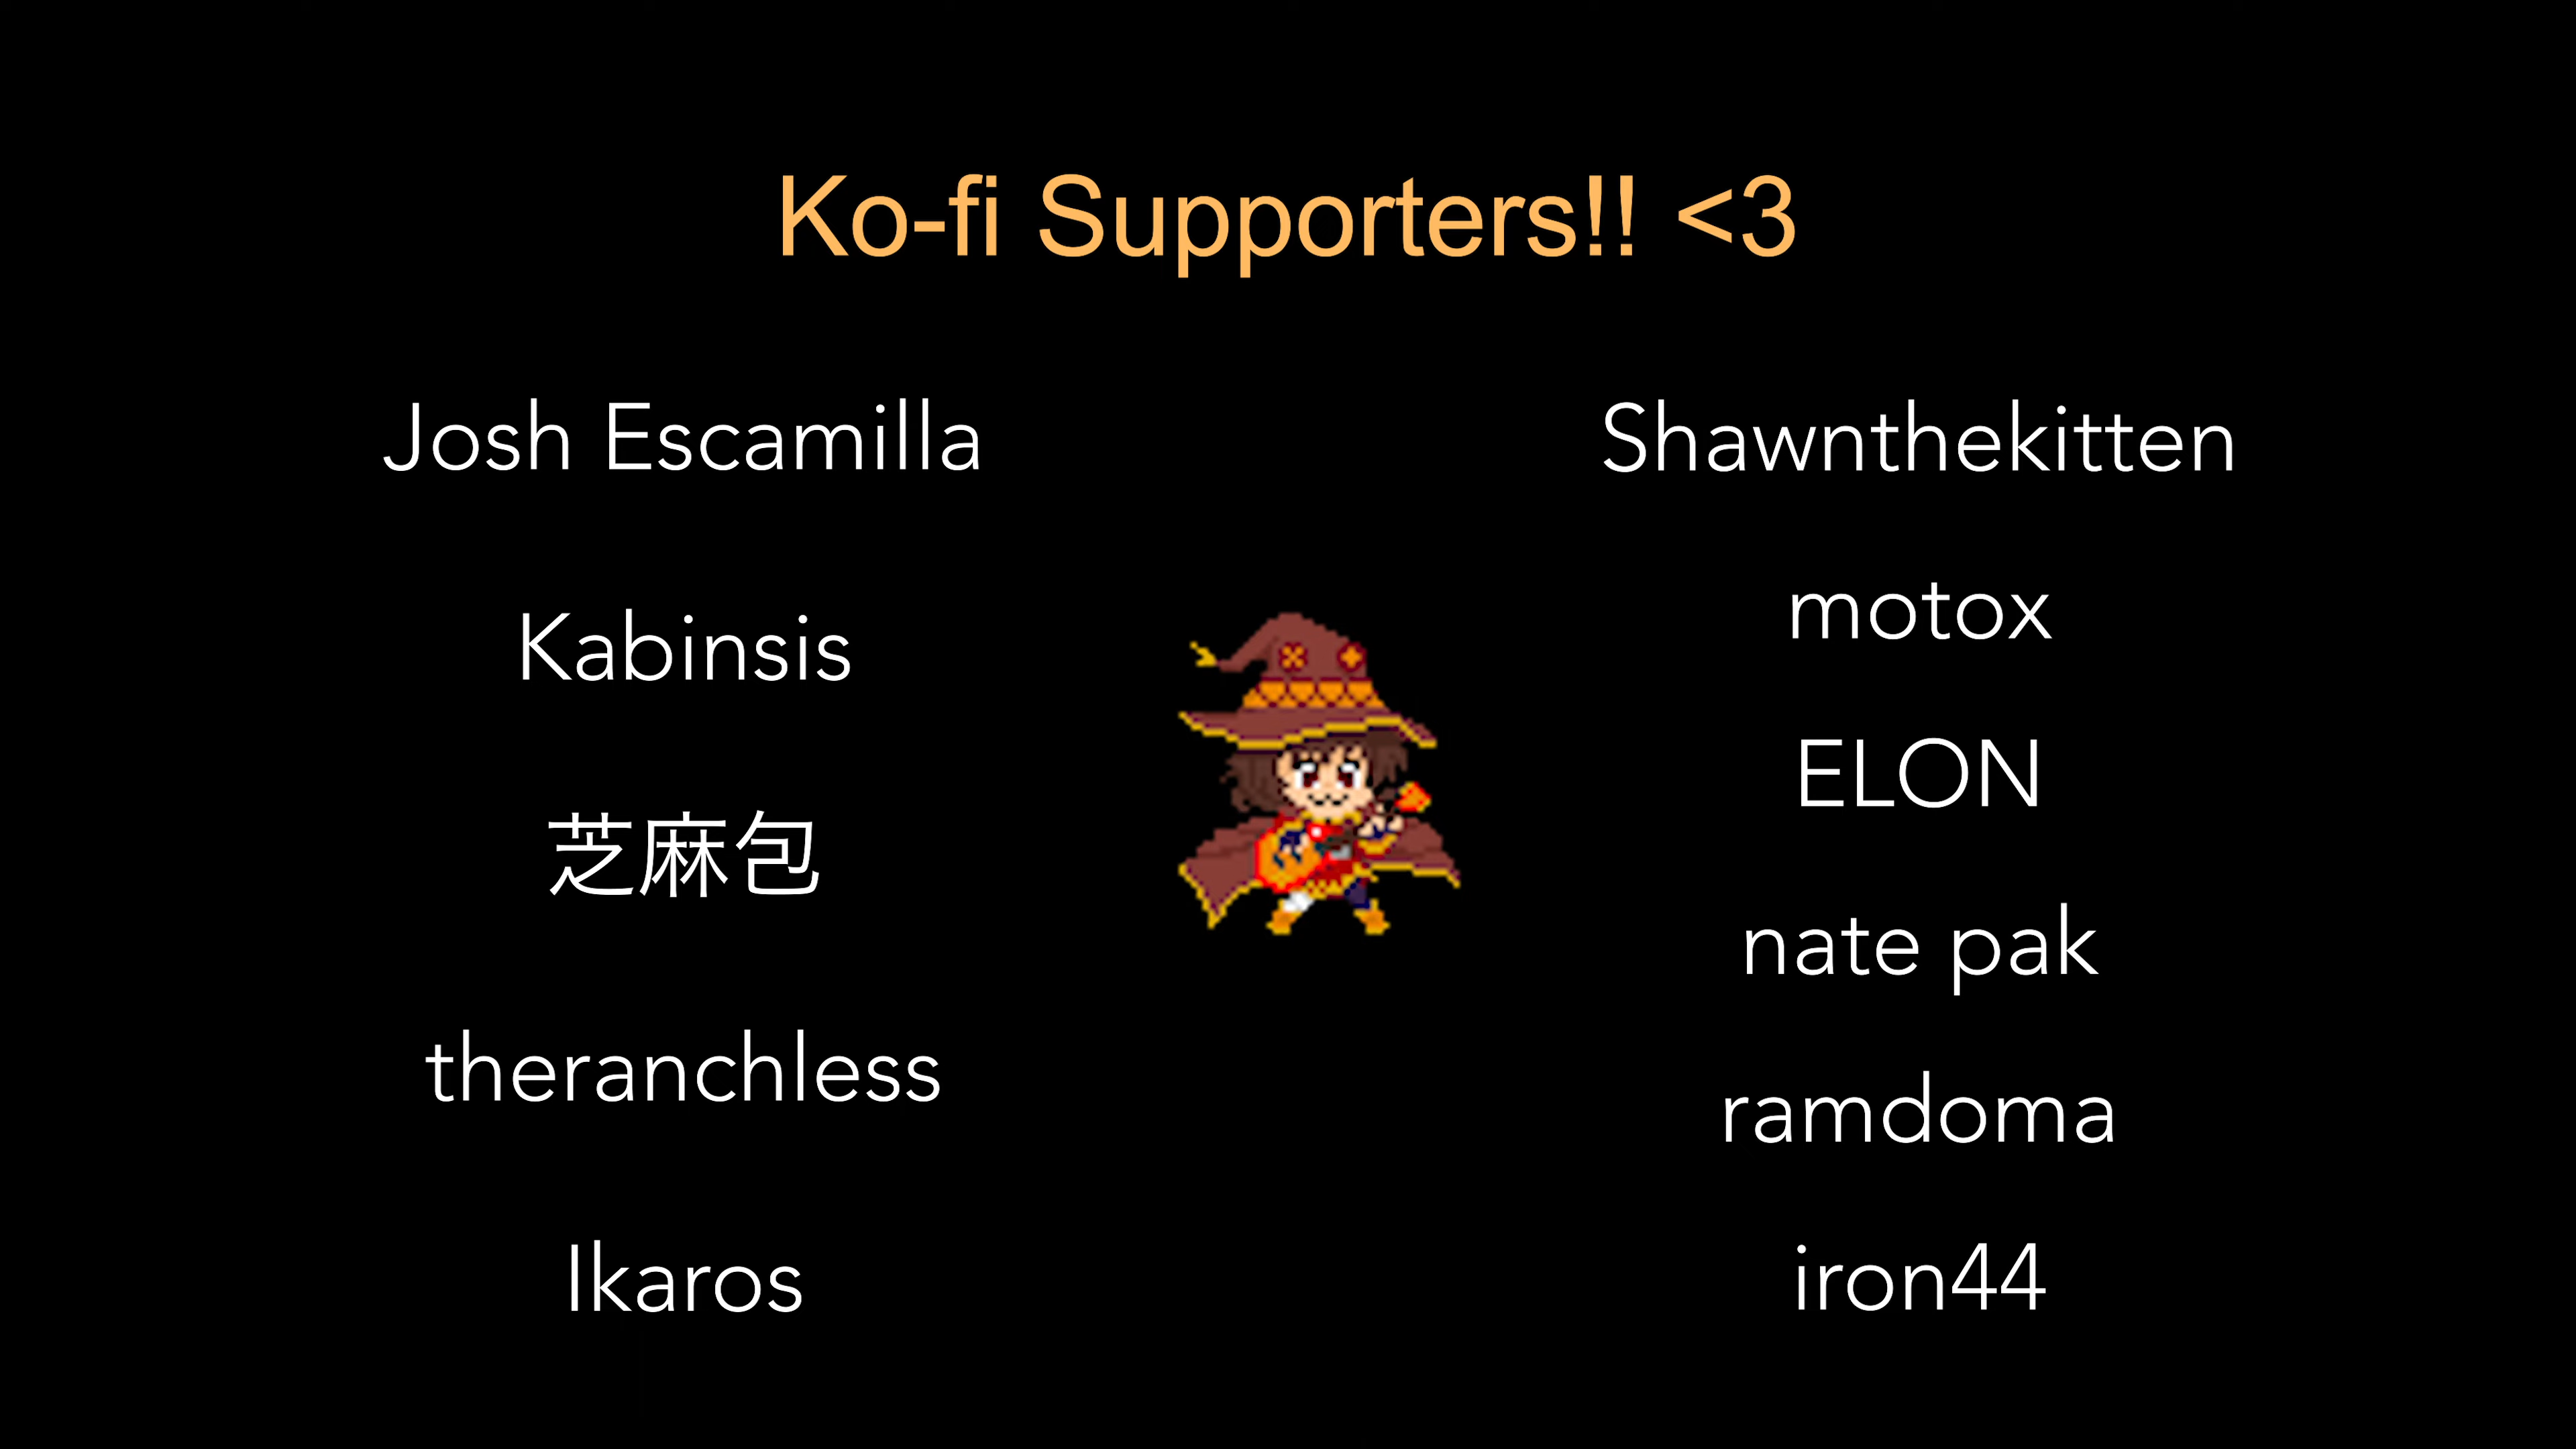 Ko-fi Supporters!! <3
Josh Escamilla
Kabinsis
芝麻包
theranchless
Ikaros
Shawnthekitten
motox
ELON
nate pak
ramdoma
iron44